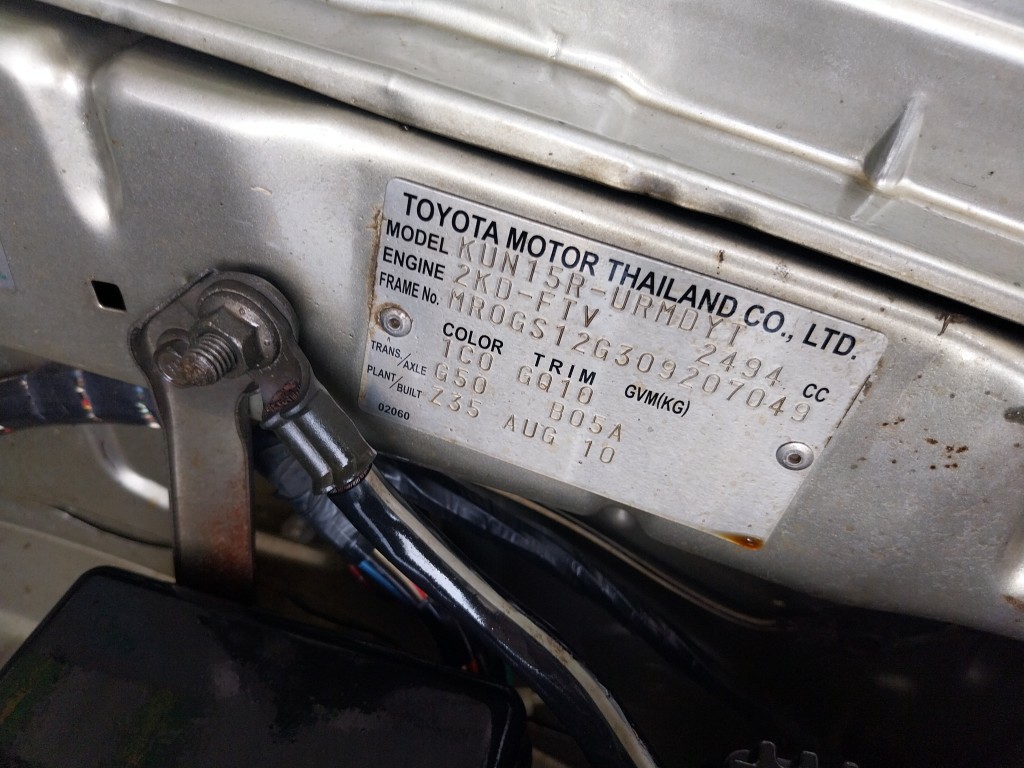 TOYOTA MOTOR THAILAND CO., LTD.
MODEL KUN15R-URMDYT
ENGINE 2KD-FTV 2494 CC
FRAME No. MR0GS12G309207049
COLOR TRIM GVM(KG)
1C0 GQ10
TRANS/AXLE G50 B05A
PLANT/BUILT Z35 AUG 10
02060